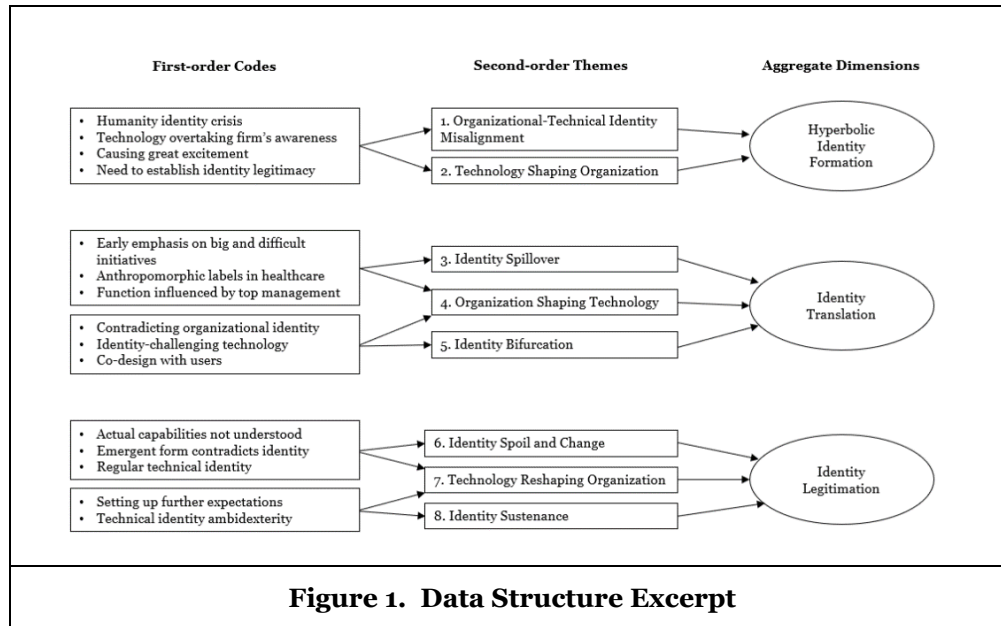 First-order Codes
Second-order Themes
Aggregate Dimensions
• Humanity identity crisis
• Technology overtaking firm's awareness
• Causing great excitement
• Need to establish identity legitimacy
1. Organizational-Technical Identity
Misalignment
2. Technology Shaping Organization
Hyperbolic
Identity
Formation
• Early emphasis on big and difficult
initiatives
• Anthropomorphic labels in healthcare
• Function influenced by top management
• Contradicting organizational identity
• Identity-challenging technology
• Co-design with users
3. Identity Spillover
4. Organization Shaping Technology
5. Identity Bifurcation
Identity
Translation
• Actual capabilities not understood
• Emergent form contradicts identity
• Regular technical identity
• Setting up further expectations
• Technical identity ambidexterity
6. Identity Spoil and Change
7. Technology Reshaping Organization
8. Identity Sustenance
Identity
Legitimation
Figure 1. Data Structure Excerpt